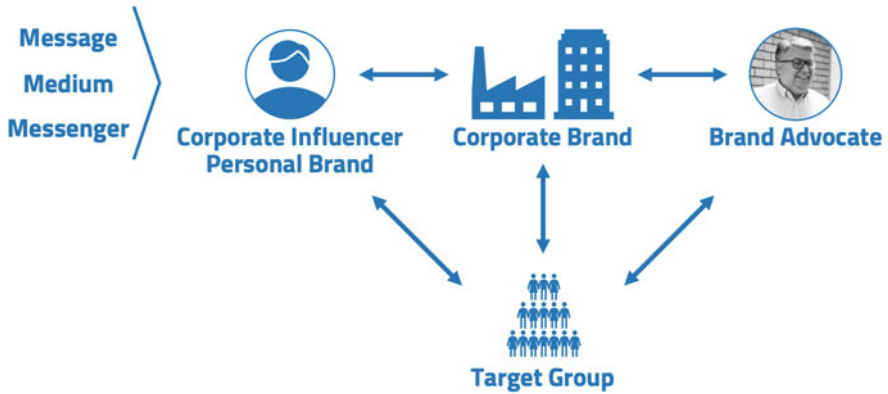 Message
Medium
Messenger
Corporate Influencer
Personal Brand
Corporate Brand
Brand Advocate
Target Group